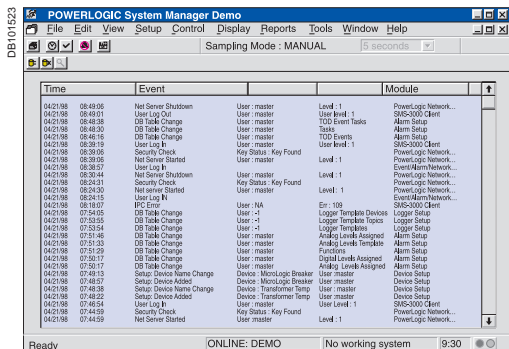 DB101523
POWERLOGIC System Manager Demo
File Edit View Setup Control Display Reports Tools Window Help
Sampling Mode : MANUAL 5 seconds
Time Event Module
04/21/98 08:49:06 Net Server Shutdown User : master Level : 1 PowerLogic Network...
04/21/98 08:49:01 User Log Out User : master User level : 1 SMS-3000 Client
04/21/98 08:48:38 DB Table Change User : master TOD Event Tasks Alarm Setup
04/21/98 08:48:30 DB Table Change User : master Tasks Alarm Setup
04/21/98 08:46:16 DB Table Change User : master TOD Events Alarm Setup
04/21/98 08:39:19 User Log In User : master User level : 1 SMS-3000 Client
04/21/98 08:39:06 Security Check Key Status : Key Found PowerLogic Network...
04/21/98 08:39:06 Net Server Started User : master Level : 1 PowerLogic Network...
04/21/98 08:38:57 User Log In Event/Alarm/Network...
04/21/98 08:30:44 Net Server Shutdown User : master Level : 1 PowerLogic Network...
04/21/98 08:24:31 Security Check Key Status : Key Found PowerLogic Network...
04/21/98 08:24:30 Net server Started User : master Level : 1 PowerLogic Network...
04/21/98 08:24:15 User Log IN Event/Alarm/Network...
04/21/98 08:18:07 IPC Error User : NA Err : 109 SMS-3000 Client
04/21/98 07:54:05 DB Table Change User : -1 Logger Template Devices Logger Setup
04/21/98 07:53:55 DB Table Change User : -1 Logger Template Topics Logger Setup
04/21/98 07:53:54 DB Table Change User : -1 Logger Templates Logger Setup
04/21/98 07:51:46 DB Table Change User : master Analog Levels Assigned Alarm Setup
04/21/98 07:51:33 DB Table Change User : master Analog Levels Template Alarm Setup
04/21/98 07:51:29 DB Table Change User : master Functions Alarm Setup
04/21/98 07:50:17 DB Table Change User : master Digital Levels Assigned Alarm Setup
04/21/98 07:50:17 DB Table Change User : master Analog Levels Assigned Alarm Setup
04/21/98 07:49:13 Setup: Device Name Change Device : MicroLogic Breaker User :master Device Setup
04/21/98 07:48:57 Setup: Device Added Device : MicroLogic Breaker User : master Device Setup
04/21/98 07:48:38 Setup: Device Name Change Device : Transformer Temp User : master Device Setup
04/21/98 07:48:22 Setup: Device Added Device : Transformer Temp User : master Device Setup
04/21/98 07:46:54 User Log In User : master User Level : 1 SMS-3000 Client
04/21/98 07:44:59 Security Check Key Status : Key Found PowerLogic Network...
04/21/98 07:44:59 Net Server Started User :master Level : 1 PowerLogic Network...
Ready ONLINE: DEMO No working system 9:30